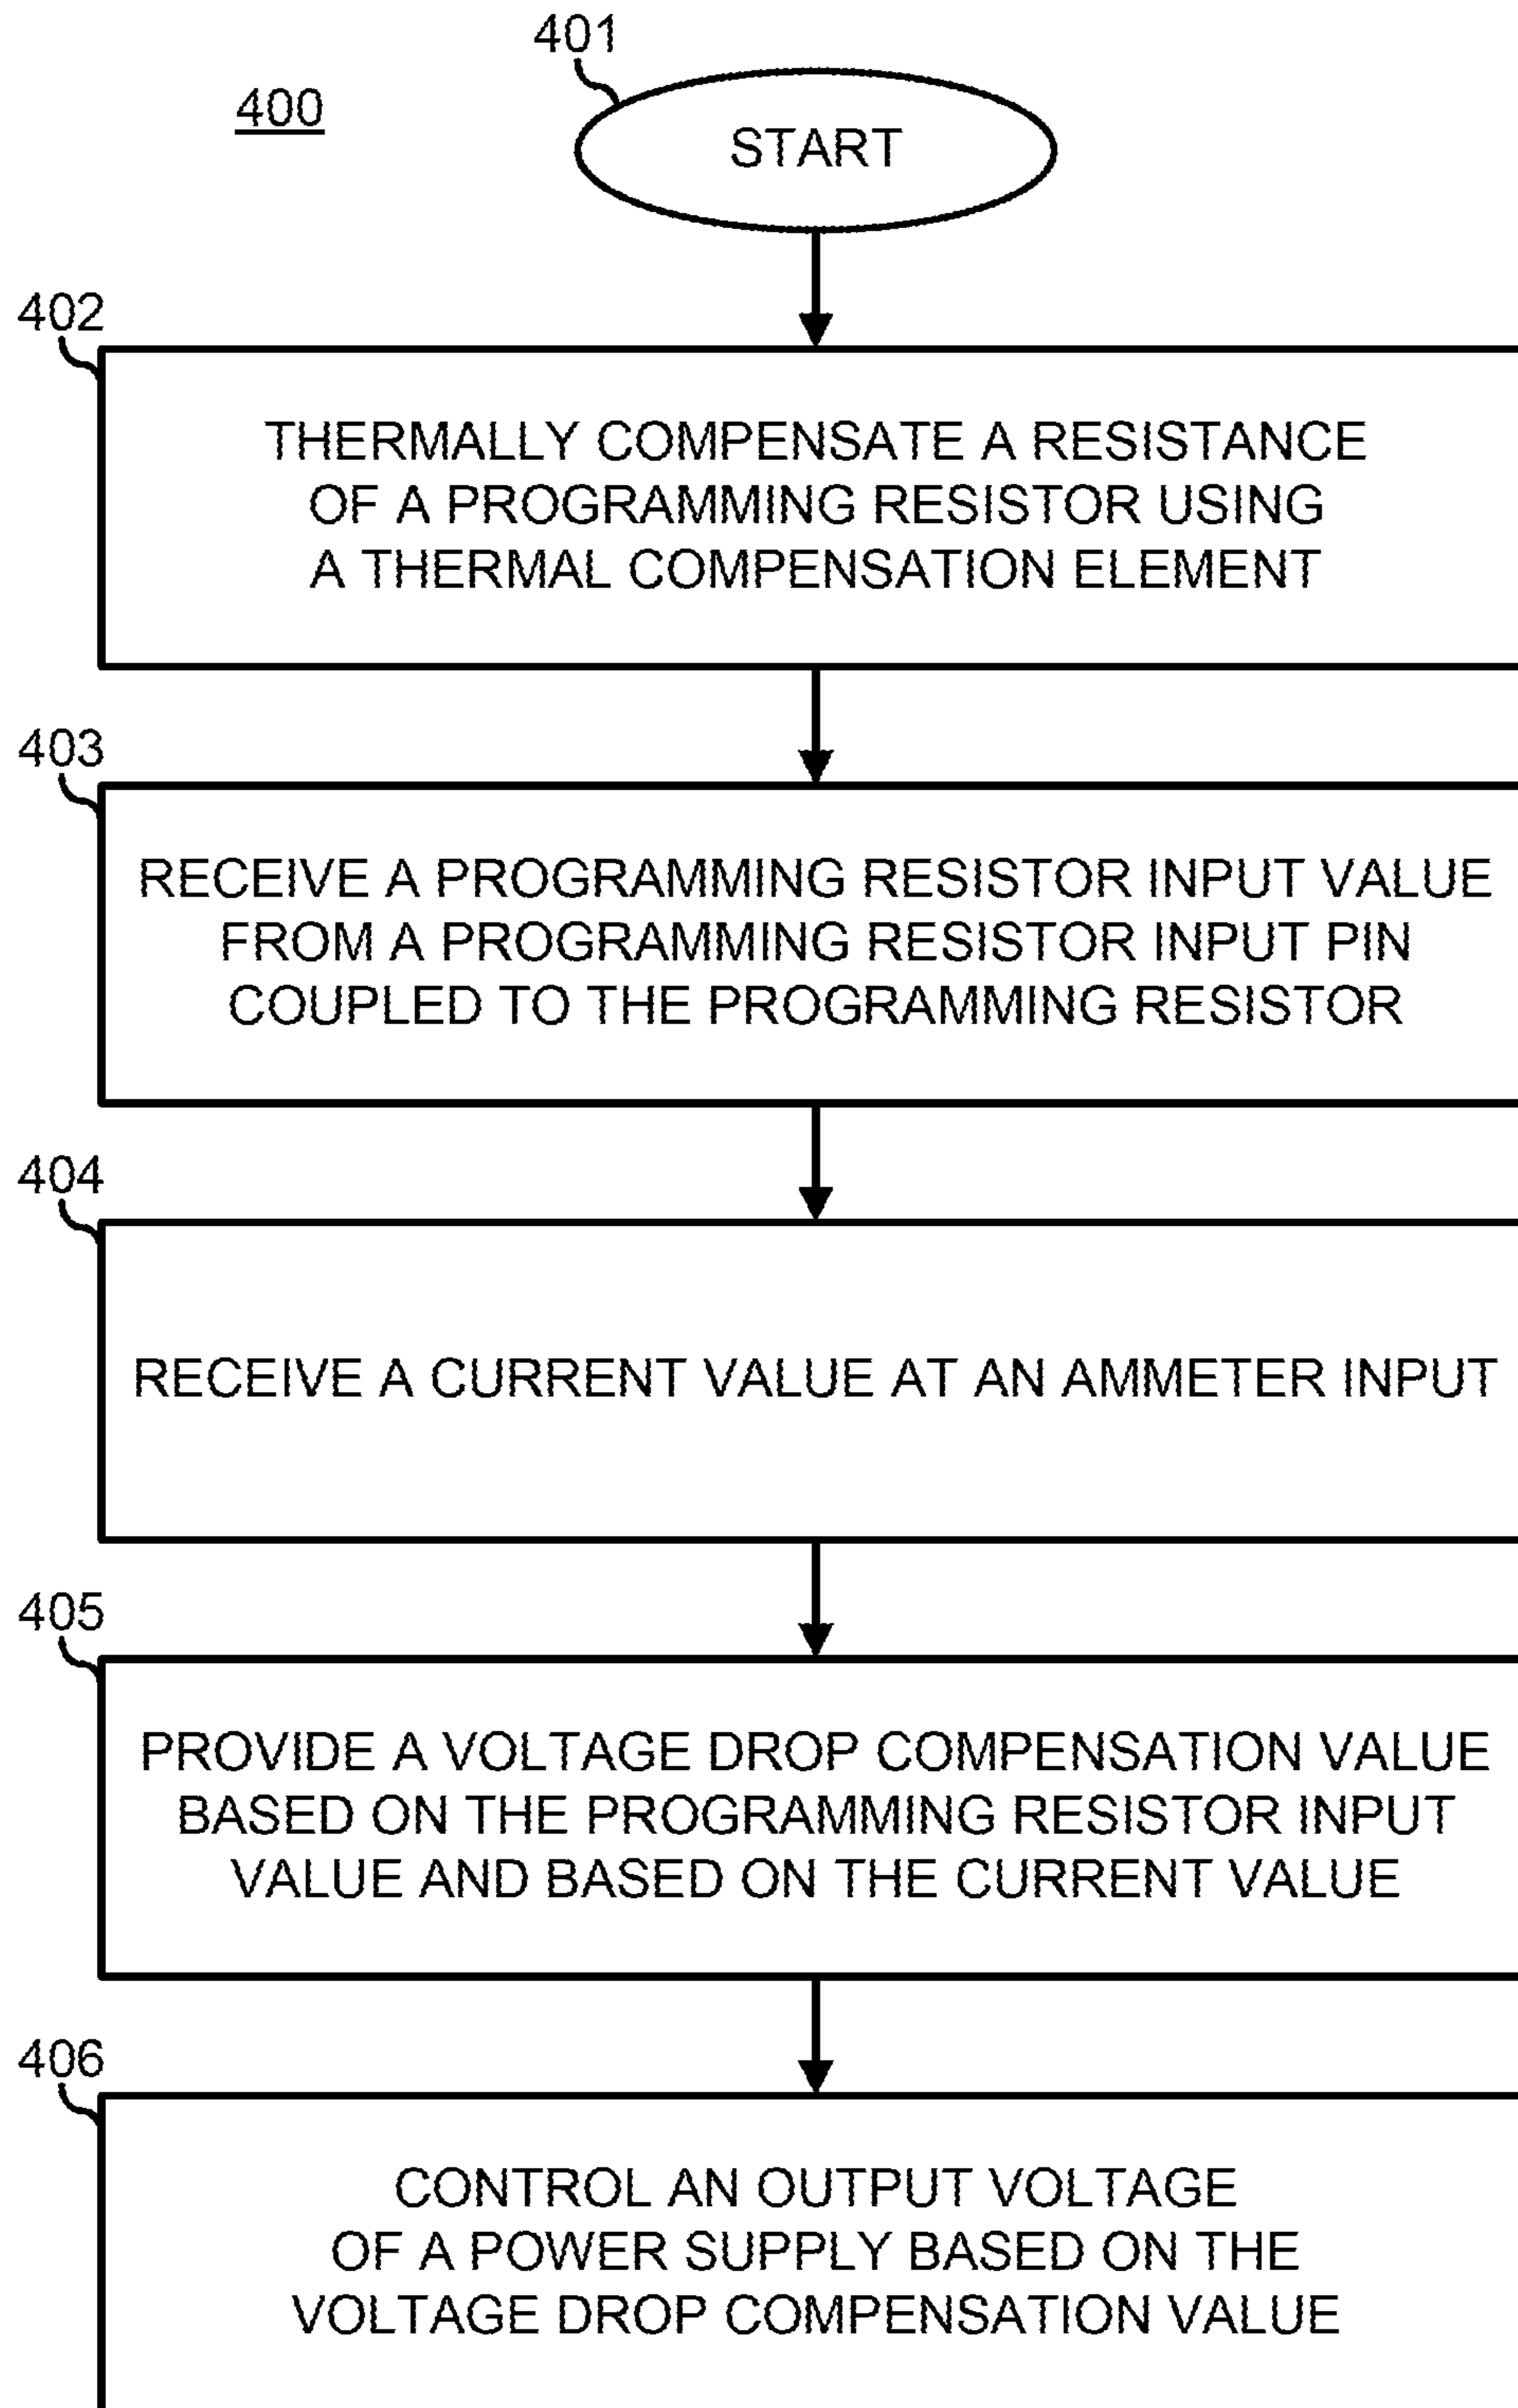 401
400
START
402
THERMALLY COMPENSATE A RESISTANCE
OF A PROGRAMMING RESISTOR USING
A THERMAL COMPENSATION ELEMENT
403
RECEIVE A PROGRAMMING RESISTOR INPUT VALUE
FROM A PROGRAMMING RESISTOR INPUT PIN
COUPLED TO THE PROGRAMMING RESISTOR
404
RECEIVE A CURRENT VALUE AT AN AMMETER INPUT
405
PROVIDE A VOLTAGE DROP COMPENSATION VALUE
BASED ON THE PROGRAMMING RESISTOR INPUT
VALUE AND BASED ON THE CURRENT VALUE
406
CONTROL AN OUTPUT VOLTAGE
OF A POWER SUPPLY BASED ON THE
VOLTAGE DROP COMPENSATION VALUE